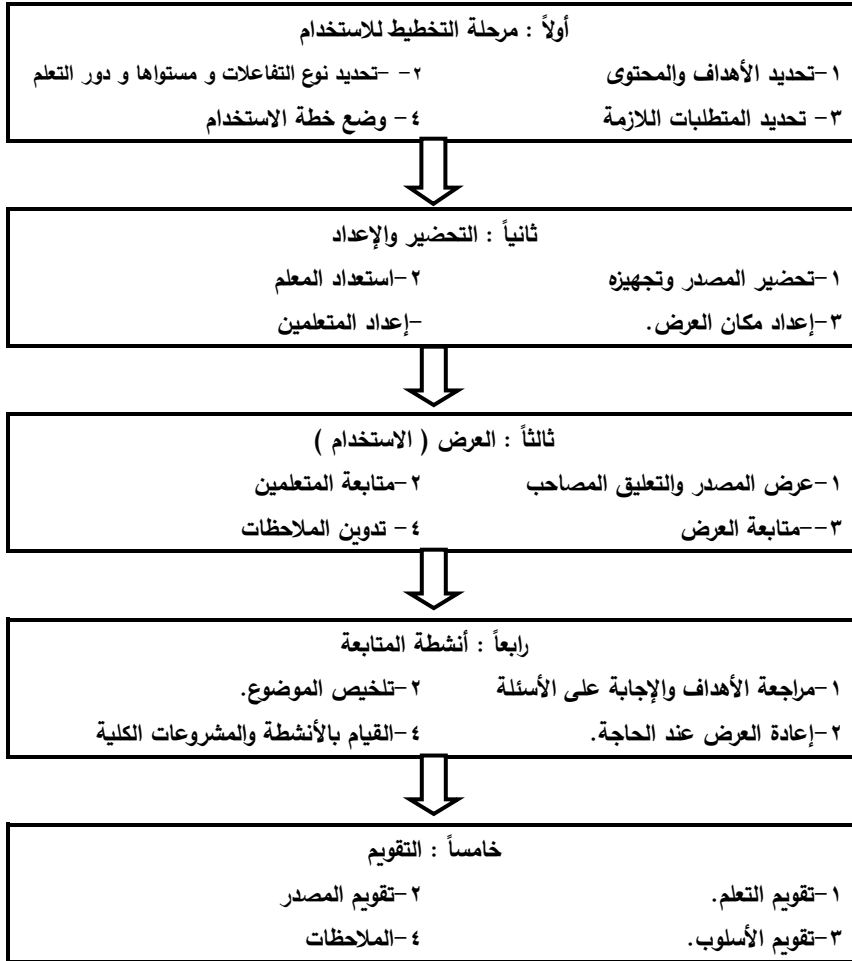 أولاً : مرحلة التخطيط للاستخدام
١-تحديد الأهداف والمحتوى ٢- -تحديد نوع التفاعلات و مستواها و دور التعلم
٣- تحديد المتطلبات اللازمة ٤- وضع خطة الاستخدام
ثانياً : التحضير والإعداد
١-تحضير المصدر وتجهيزه ٢-استعداد المعلم
٣-إعداد مكان العرض. -إعداد المتعلمين
ثالثاً : العرض ( الاستخدام )
١-عرض المصدر والتعليق المصاحب ٢-متابعة المتعلمين
٣--متابعة العرض ٤- تدوين الملاحظات
رابعاً : أنشطة المتابعة
١-مراجعة الأهداف والإجابة على الأسئلة ٢-تلخيص الموضوع.
٢-إعادة العرض عند الحاجة. ٤-القيام بالأنشطة والمشروعات الكلية
خامساً : التقويم
١-تقويم التعلم. ٢-تقويم المصدر
٣-تقويم الأسلوب. ٤-الملاحظات